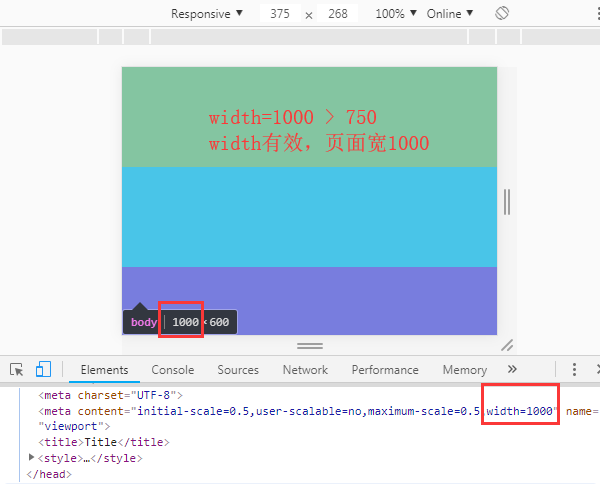 Responsive ▼ 375 × 268 100% ▼ Online ▼
width=1000 > 750
width有效，页面宽1000
body | 1000 × 600
Elements Console Sources Network Performance Memory »
<meta charset="UTF-8">
<meta content="initial-scale=0.5,user-scalable=no,maximum-scale=0.5,width=1000" name=
"viewport">
<title>Title</title>
▶<style>…</style>
</head>